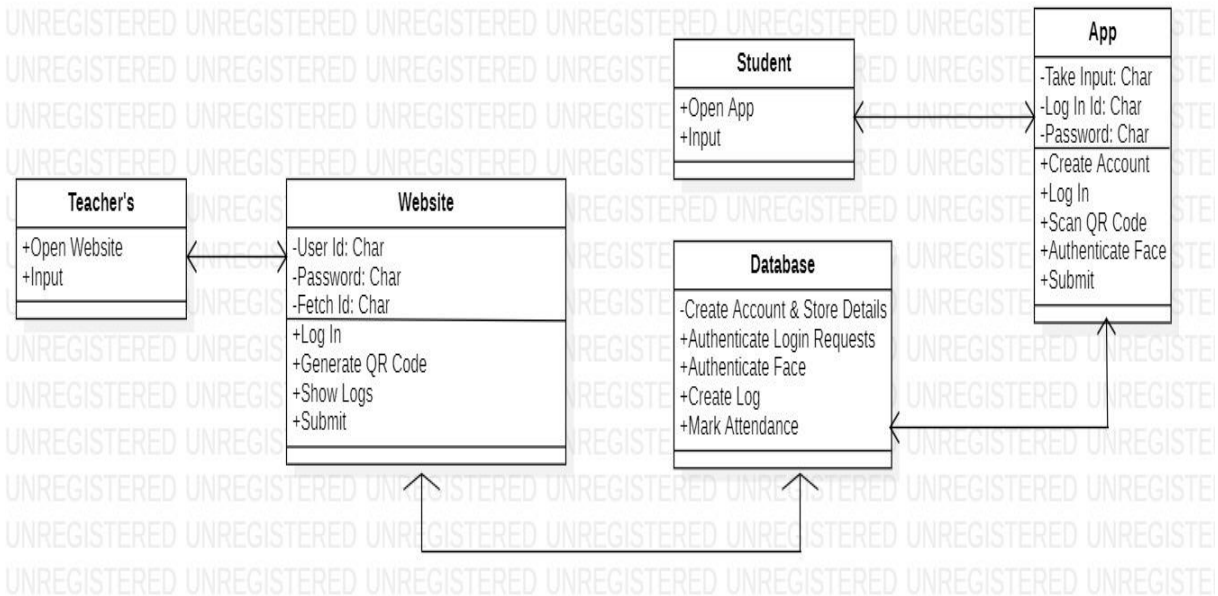 Teacher's
+Open Website
+Input
Website
-User Id: Char
-Password: Char
-Fetch Id: Char
+Log In
+Generate QR Code
+Show Logs
+Submit
Student
+Open App
+Input
Database
-Create Account & Store Details
+Authenticate Login Requests
+Authenticate Face
+Create Log
+Mark Attendance
App
-Take Input: Char
-Log In Id: Char
-Password: Char
+Create Account
+Log In
+Scan QR Code
+Authenticate Face
+Submit
UNREGISTERED UNREGISTERED UNREGISTERED UNREGISTERED UNREGISTERED UNREGISTERED